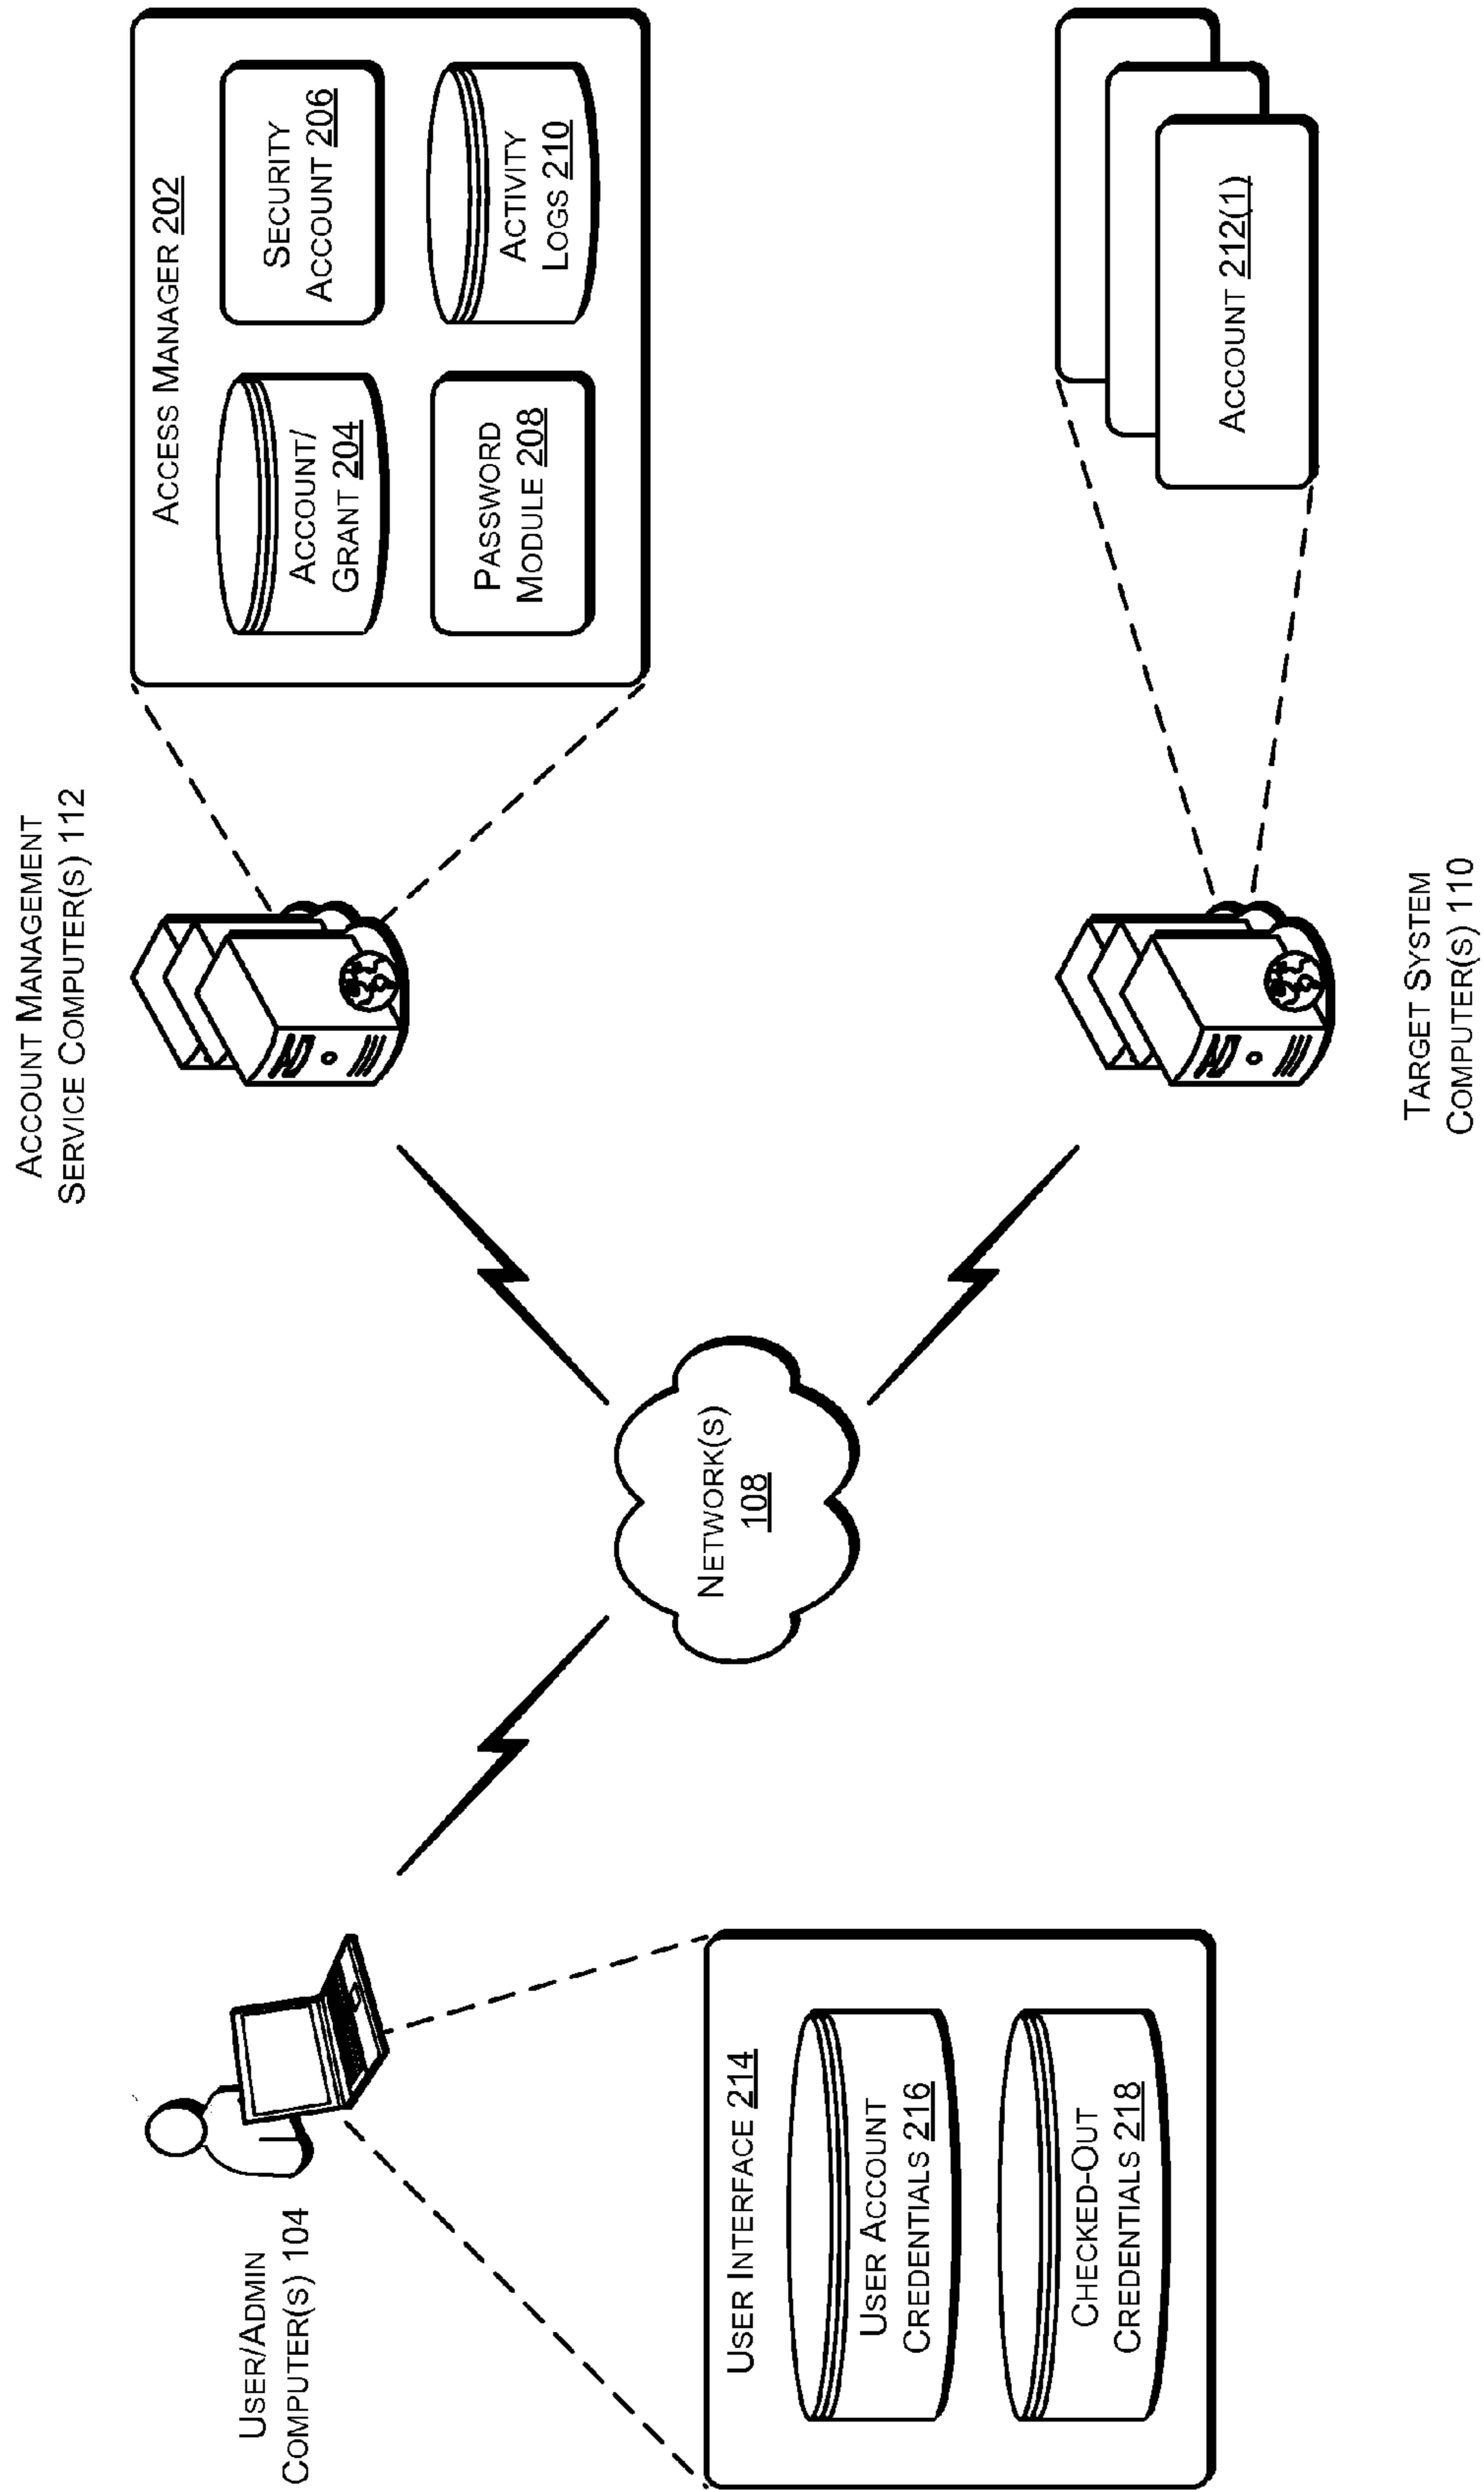 ACCOUNT MANAGEMENT
SERVICE COMPUTER(S) 112
USER/ADMIN
COMPUTER(S) 104
ACCESS MANAGER 202
ACCOUNT/
GRANT 204
SECURITY
ACCOUNT 206
PASSWORD
MODULE 208
ACTIVITY
LOGS 210
NETWORK(S)
108
USER INTERFACE 214
USER ACCOUNT
CREDENTIALS 216
CHECKED-OUT
CREDENTIALS 218
ACCOUNT 212(1)
TARGET SYSTEM
COMPUTER(S) 110